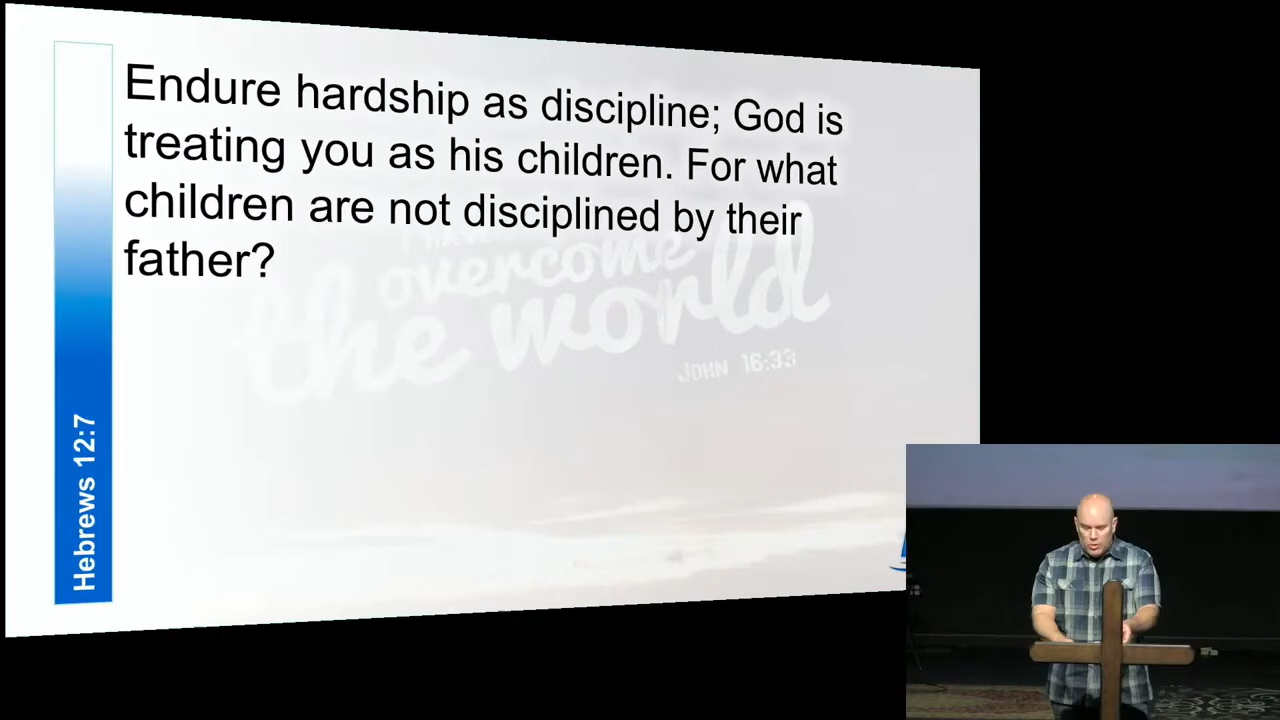 Endure hardship as discipline; God is
treating you as his children. For what
children are not disciplined by their
father?
I HAVE
overcome
the world
JOHN 16:33
Hebrews 12:7